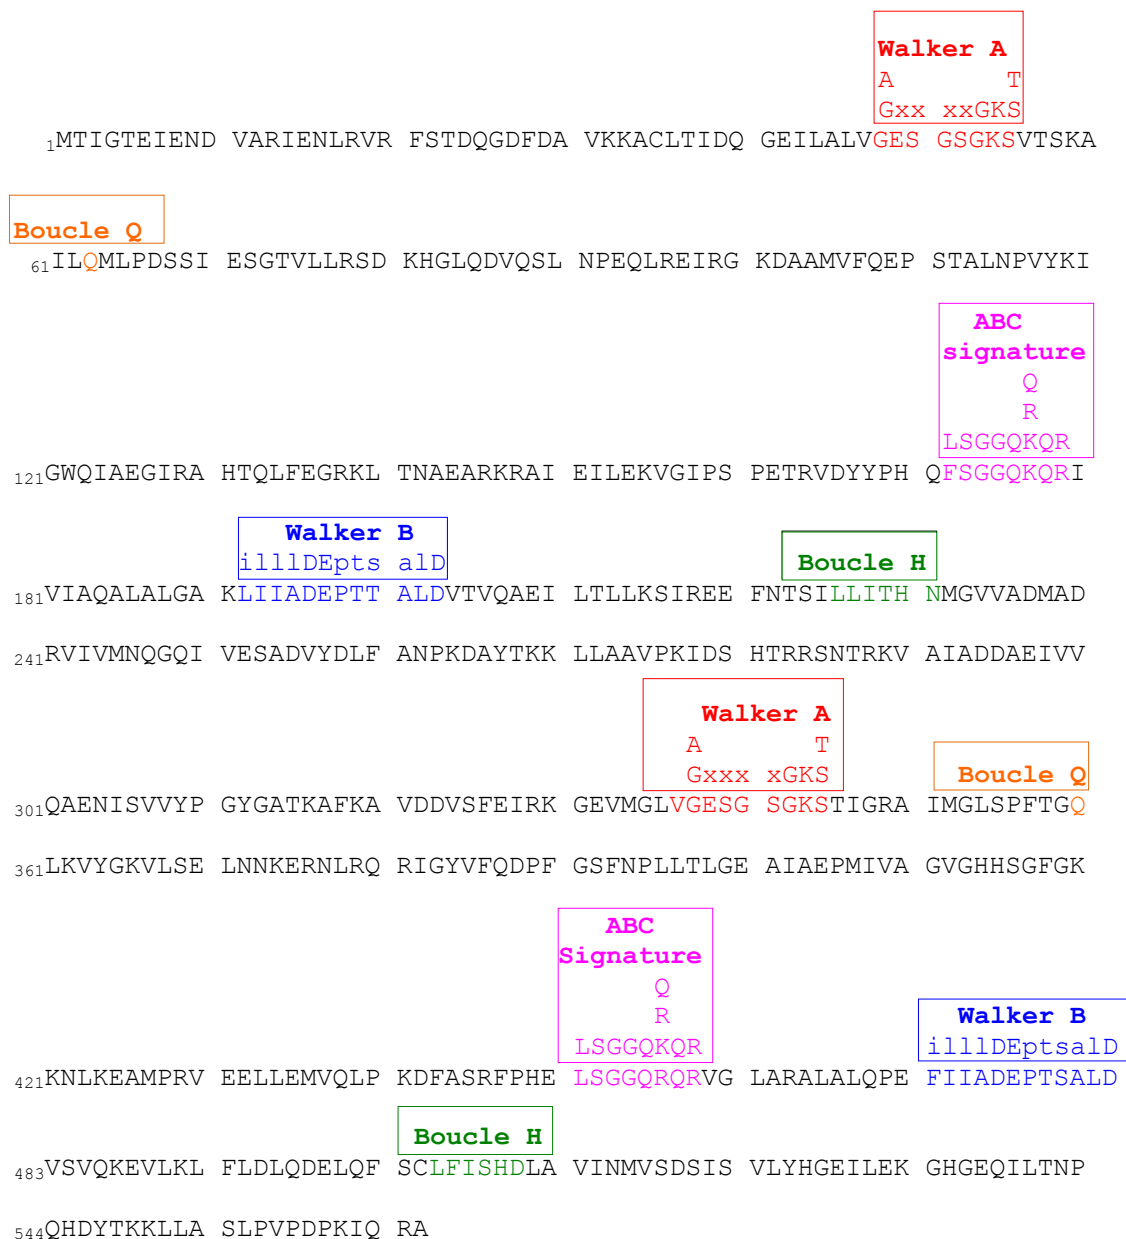 Walker A
A T
Gxx xxGKS
1MTIGTEIEND VARIENLRVR FSTDQGDFDA VKKACLTIDQ GEILALVGES GSGKSVTSKA
Boucle Q
61ILQMLPDSSI ESGTVLLRSD KHGLQDVQSL NPEQLREIRG KDAAMVFQEP STALNPVYKI
ABC
signature
Q
R
LSGGQKQR
121GWQIAEGIRA HTQLFEGRKL TNAEARKRAI EILEKVGIPS PETRVDYYPH QFSGGQKQRI
Walker B
illlDEpts alD
Boucle H
181VIAQALALGA KLIIADEPTT ALDVTVQAEI LTLLKSIREE FNTSILLITH NMGVVADMAD
241RVIVMNQGQI VESADVYDLF ANPKDAYTKK LLAAVPKIDS HTRRSNTRKV AIADDAEIVV
Walker A
A T
Gxxx xGKS
Boucle Q
301QAENISVVYP GYGATKAFKA VDDVSFEIRK GEVMGLVGESG SGKSTIGRA IMGLSPFTGQ
361LKVYGKVLSE LNNKERNLRQ RIGYVFQDPF GSFNPLLTLGE AIAEPMIVA GVGHHSGFGK
ABC
Signature
Q
R
LSGGQKQR
Walker B
illlDEptsalD
421KNLKEAMPRV EELLEMVQLP KDFASRFPHE LSGGQRQRVG LARALALQPE FIIADEPTSALD
Boucle H
483VSVQKEVLKL FLDLQDELQF SCLFISHDLA VINMVSDSIS VLYHGEILEK GHGEQILTNP
544QHDYTKKLLA SLPVPDPKIQ RA